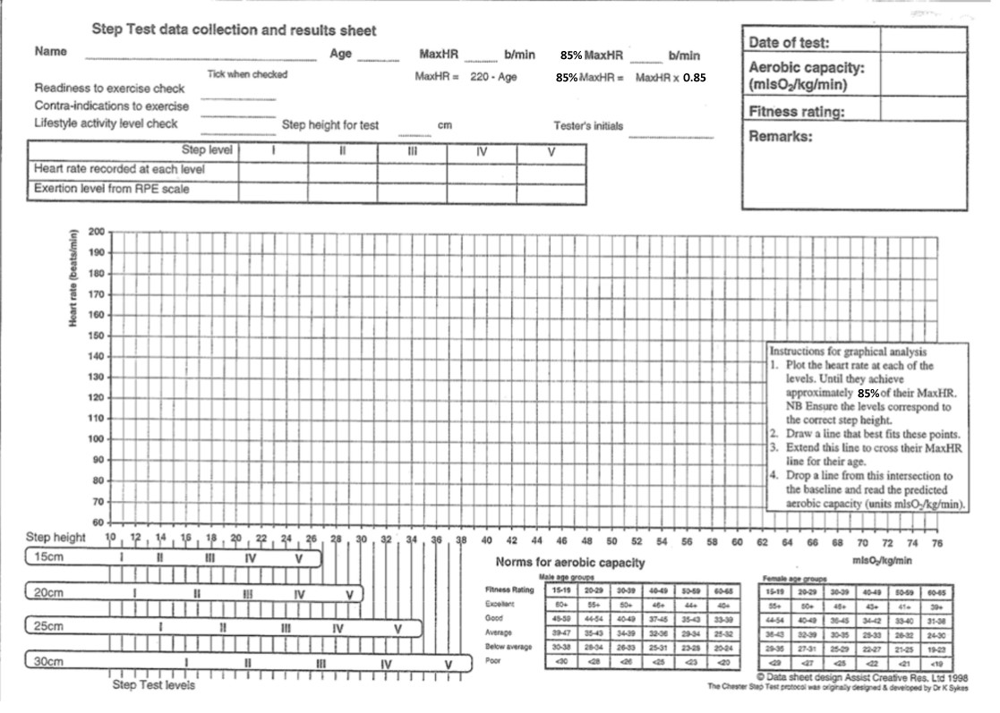 Step Test data collection and results sheet
Name Age MaxHR b/min 85% MaxHR b/min
Tick when checked MaxHR = 220 - Age 85% MaxHR = MaxHR x 0.85
Readiness to exercise check
Contra-indications to exercise
Lifestyle activity level check Step height for test cm Tester's initials
Date of test:
Aerobic capacity:
(mlsO₂/kg/min)
Fitness rating:
Remarks:
Step level I II III IV V
Heart rate recorded at each level
Exertion level from RPE scale
Heart rate (beats/min)
200
190
180
170
160
150
140
130
120
110
100
90
80
70
60
Instructions for graphical analysis
1. Plot the heart rate at each of the
levels. Until they achieve
approximately 85% of their MaxHR.
NB Ensure the levels correspond to
the correct step height.
2. Draw a line that best fits these points.
3. Extend this line to cross their MaxHR
line for their age.
4. Drop a line from this intersection to
the baseline and read the predicted
aerobic capacity (units mlsO₂/kg/min).
Step height 10 12 14 16 18 20 22 24 26 28 30 32 34 36 38 40 42 44 46 48 50 52 54 56 58 60 62 64 66 68 70 72 74 76
mlsO₂/kg/min
15cm I II III IV V
20cm I II III IV V
25cm I II III IV V
30cm I II III IV V
Step Test levels
Norms for aerobic capacity
Male age groups
Fitness Rating 15-19 20-29 30-39 40-49 50-59 60-65
Excellent 60+ 55+ 50+ 46+ 44+ 40+
Good 48-59 44-54 40-49 37-45 35-43 33-39
Average 39-47 35-43 34-39 32-36 29-34 25-32
Below average 30-38 28-34 26-33 25-31 23-28 20-24
Poor <30 <28 <26 <25 <23 <20
Female age groups
15-19 20-29 30-39 40-49 50-59 60-65
55+ 50+ 46+ 43+ 41+ 39+
44-54 40-49 36-45 34-42 33-40 31-38
36-43 32-39 30-35 28-33 26-32 24-30
29-35 27-31 25-29 22-27 21-25 19-23
<29 <27 <25 <22 <21 <19
© Data sheet design Assist Creative Res. Ltd 1998
The Chester Step Test protocol was originally designed & developed by Dr K Sykes